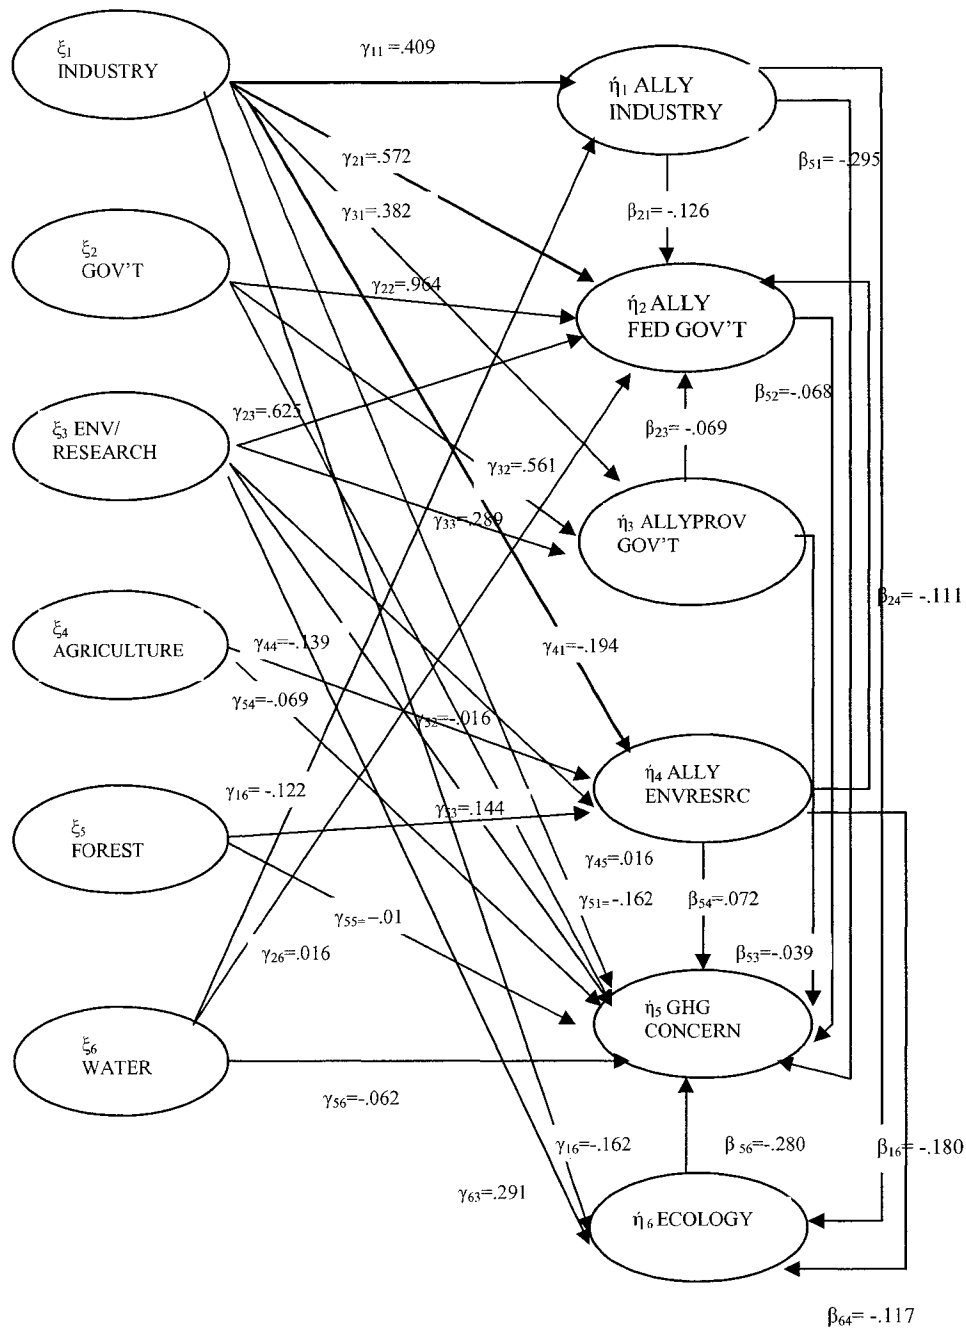 ξ₁
INDUSTRY
γ₁₁ =.409
ή₁ ALLY
INDUSTRY
γ₂₁=.572
β₅₁= -.295
γ₃₁=.382
β₂₁= -.126
ξ₂
GOV'T
γ₂₂=.964
ή₂ ALLY
FED GOV'T
β₅₂=-.068
γ₂₃=.625
β₂₃= -.069
ξ₃ ENV/
RESEARCH
γ₃₂=.561
γ₃₃=.289
ή₃ ALLYPROV
GOV'T
β₂₄= -.111
ξ₄
AGRICULTURE
γ₄₄=-.139
γ₄₁=-.194
γ₅₄=-.069
γ₅₂=-.016
γ₁₆= -.122
ή₄ ALLY
ENVRESRC
γ₅₃=.144
ξ₅
FOREST
γ₄₅=.016
γ₅₁=-.162
β₅₄=.072
γ₅₅=-.01
γ₂₆=.016
β₅₃=-.039
ή₅ GHG
CONCERN
ξ₆
WATER
γ₅₆=-.062
γ₁₆=-.162
β₅₆=-.280
β₁₆= -.180
γ₆₃=.291
ή₆ ECOLOGY
β₆₄= -.117